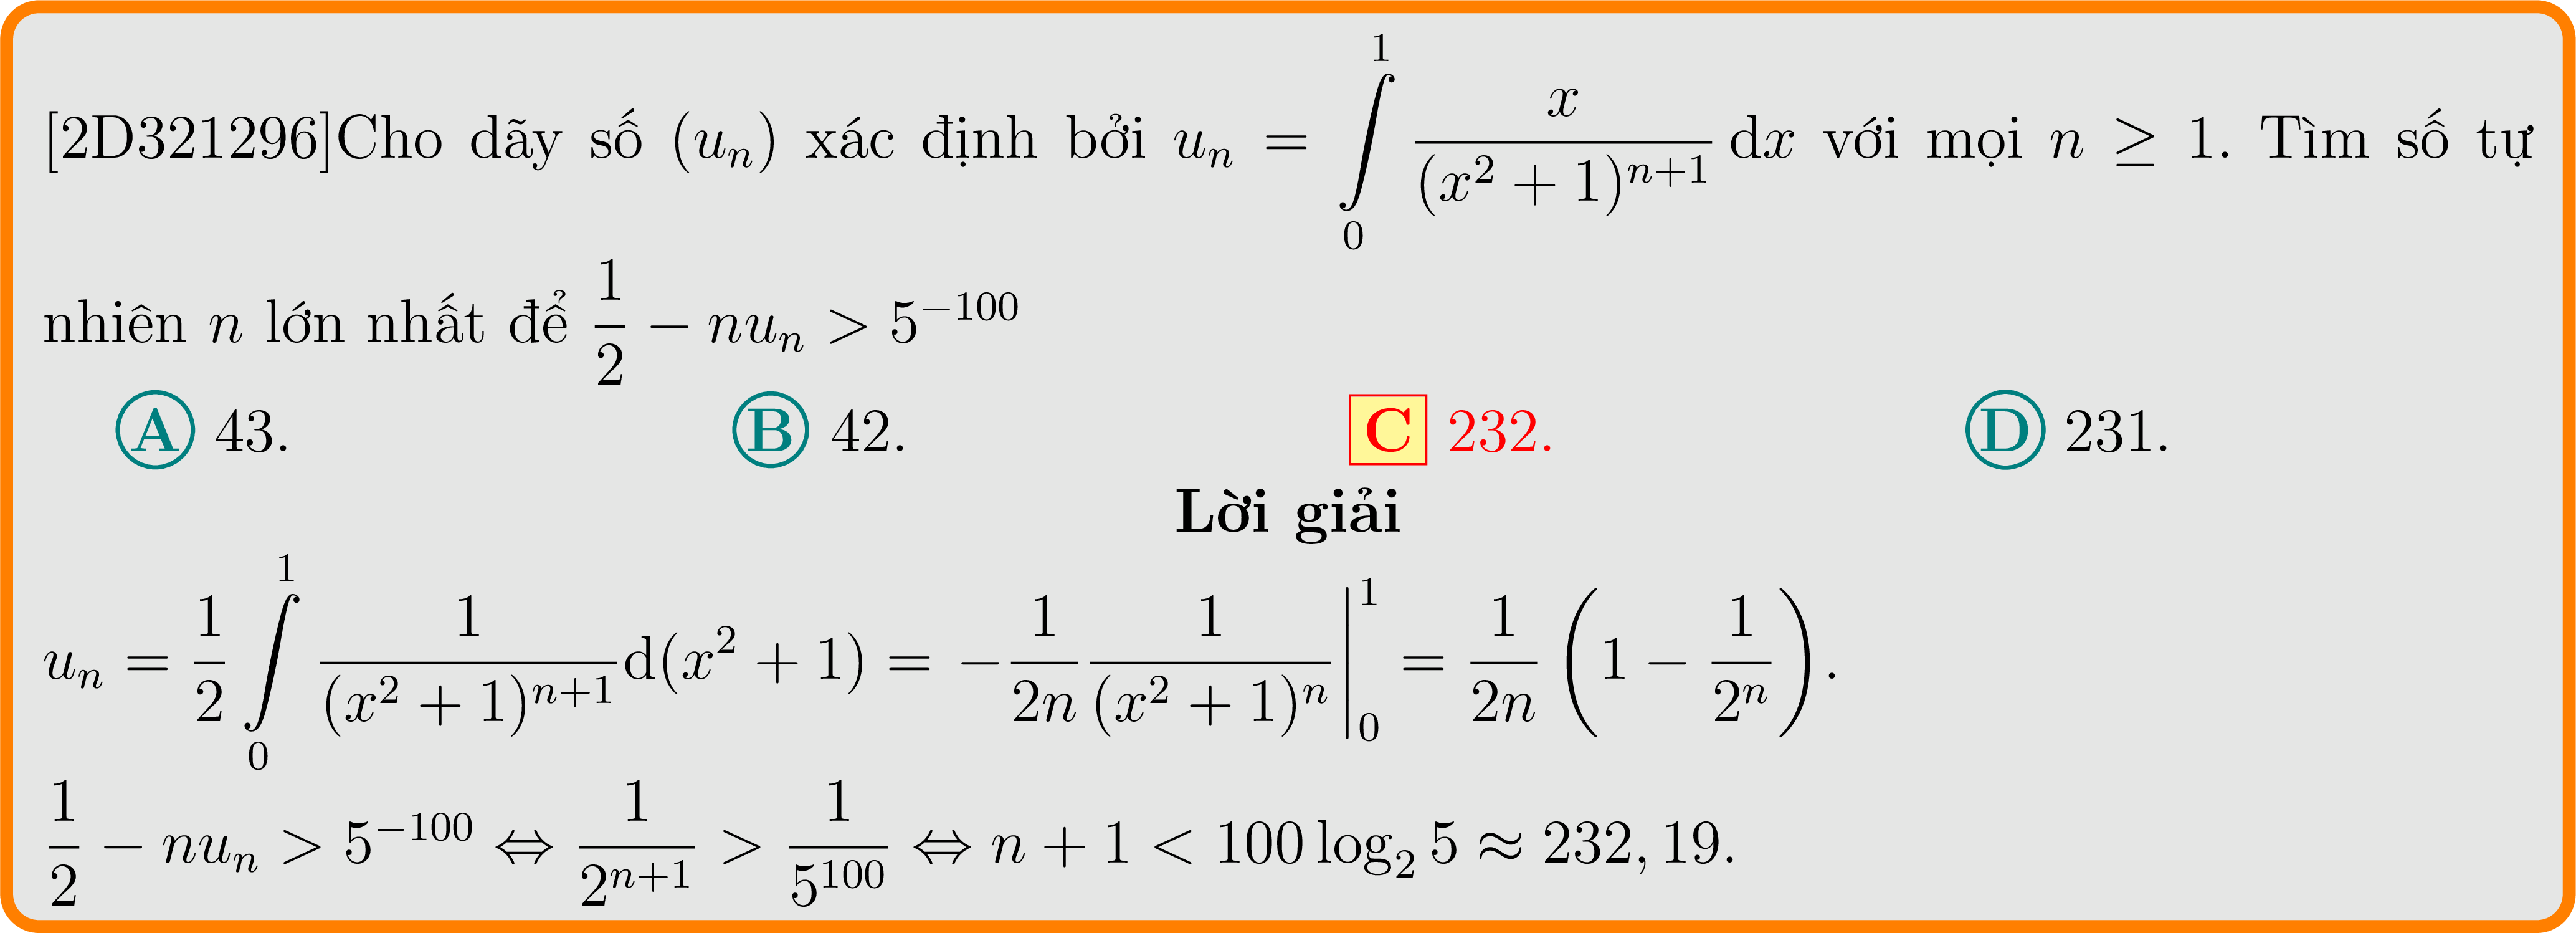 [2D321296]Cho dãy số $(u_n)$ xác định bởi $u_n = \int\limits_0^1 \frac{x}{(x^2+1)^{n+1}} \mathrm{d}x$ với mọi $n \geq 1$. Tìm số tự
nhiên $n$ lớn nhất để $\frac{1}{2} - nu_n > 5^{-100}$
A 43. B 42. C 232. D 231.
Lời giải
$u_n = \frac{1}{2} \int\limits_0^1 \frac{1}{(x^2+1)^{n+1}} \mathrm{d}(x^2+1) = -\frac{1}{2n} \frac{1}{(x^2+1)^n} \Big|_0^1 = \frac{1}{2n} \left(1 - \frac{1}{2^n}\right).$
$\frac{1}{2} - nu_n > 5^{-100} \Leftrightarrow \frac{1}{2^{n+1}} > \frac{1}{5^{100}} \Leftrightarrow n + 1 < 100 \log_2 5 \approx 232,19.$